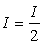 I = I/2